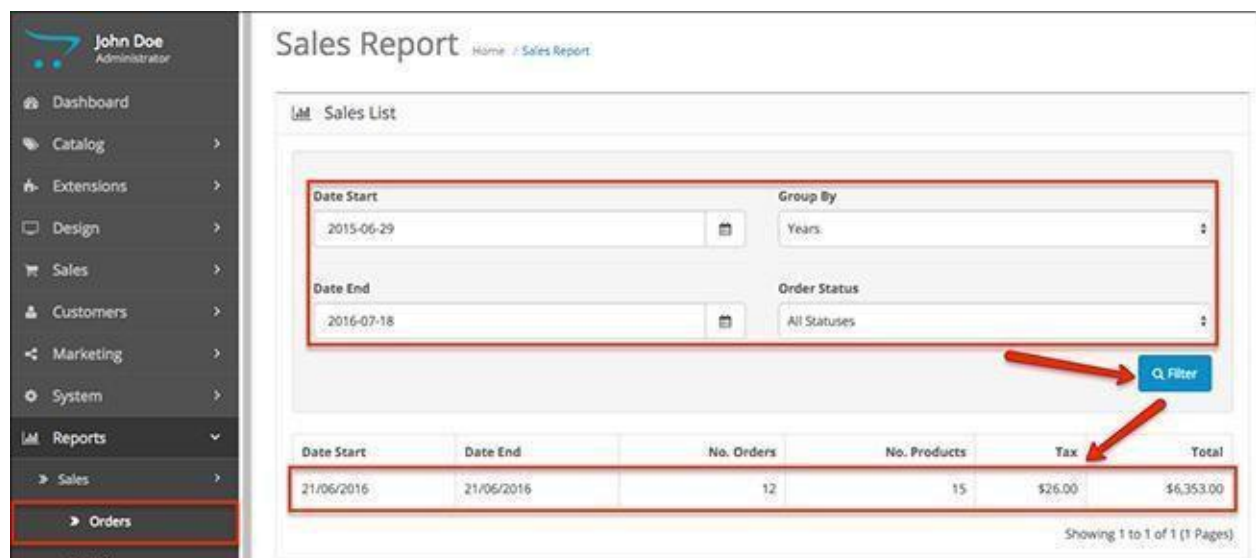 John Doe
Administrator
Dashboard
Catalog
Extensions
Design
Sales
Customers
Marketing
System
Reports
Sales
Orders
Sales Report
Home / Sales Report
Sales List
Date Start
2015-06-29
Group By
Years
Date End
2016-07-18
Order Status
All Statuses
Filter
Date Start Date End No. Orders No. Products Tax Total
21/06/2016 21/06/2016 12 15 $26.00 $6,353.00
Showing 1 to 1 of 1 (1 Pages)